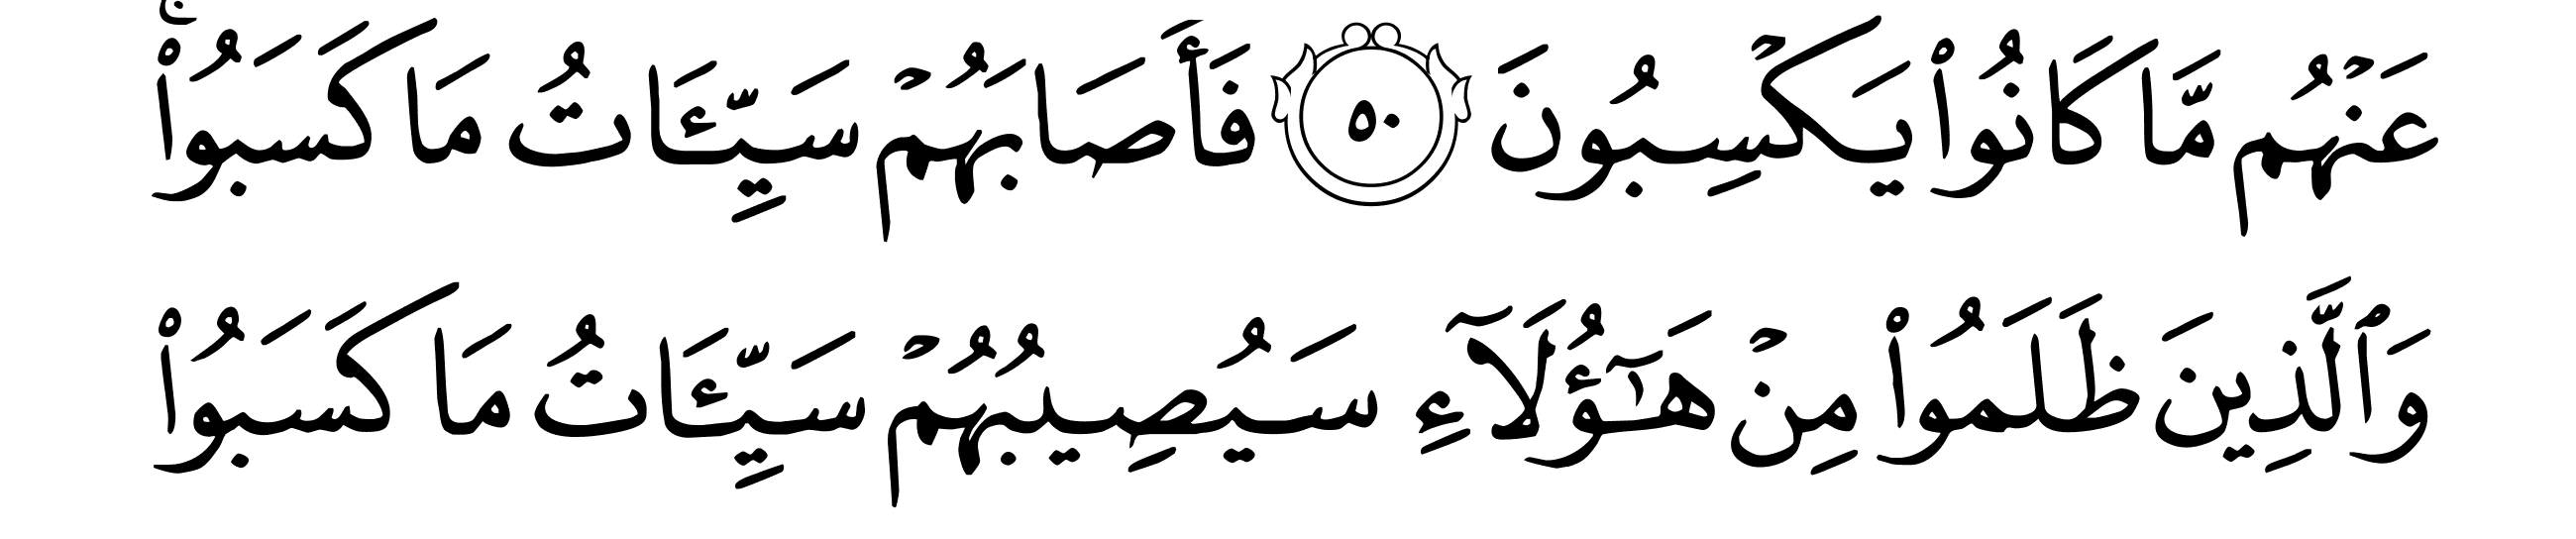 عَنْهُم مَّا كَانُوا۟ يَكْسِبُونَ ٥٠ فَأَصَابَهُمْ سَيِّـَٔاتُ مَا كَسَبُوا۟ ۚ
وَٱلَّذِينَ ظَلَمُوا۟ مِنْ هَـٰٓؤُلَآءِ سَيُصِيبُهُمْ سَيِّـَٔاتُ مَا كَسَبُوا۟